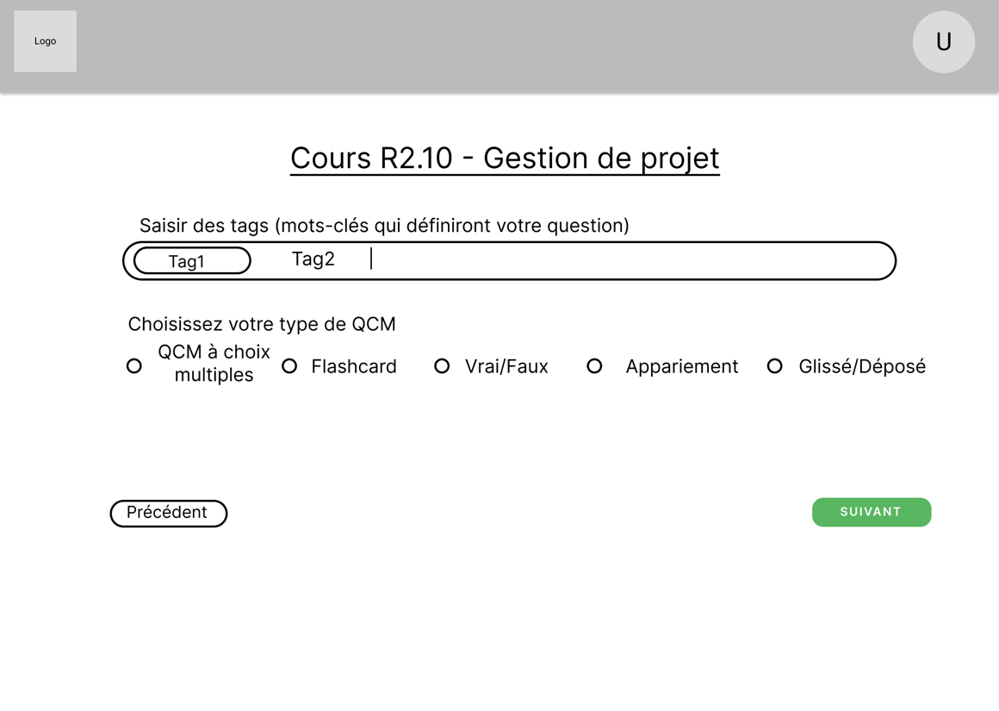 Logo
U
Cours R2.10 - Gestion de projet
Saisir des tags (mots-clés qui définiront votre question)
Tag1 Tag2
Choisissez votre type de QCM
QCM à choix
multiples
Flashcard
Vrai/Faux
Appariement
Glissé/Déposé
Précédent
SUIVANT